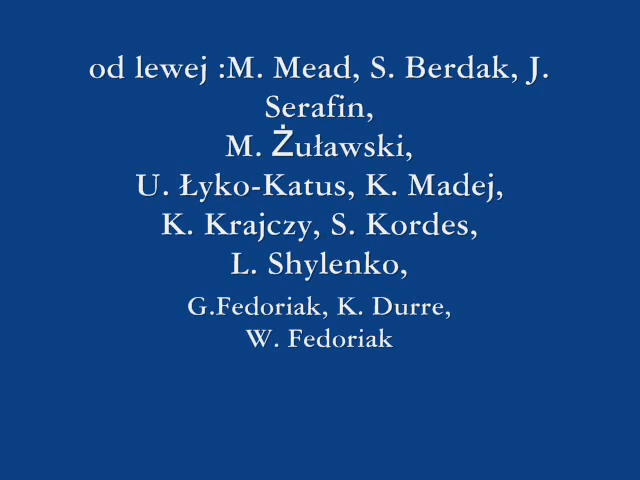 od lewej :M. Mead, S. Berdak, J.
Serafin,
M. Żuławski,
U. Łyko-Katus, K. Madej,
K. Krajczy, S. Kordes,
L. Shylenko,
G.Fedoriak, K. Durre,
W. Fedoriak